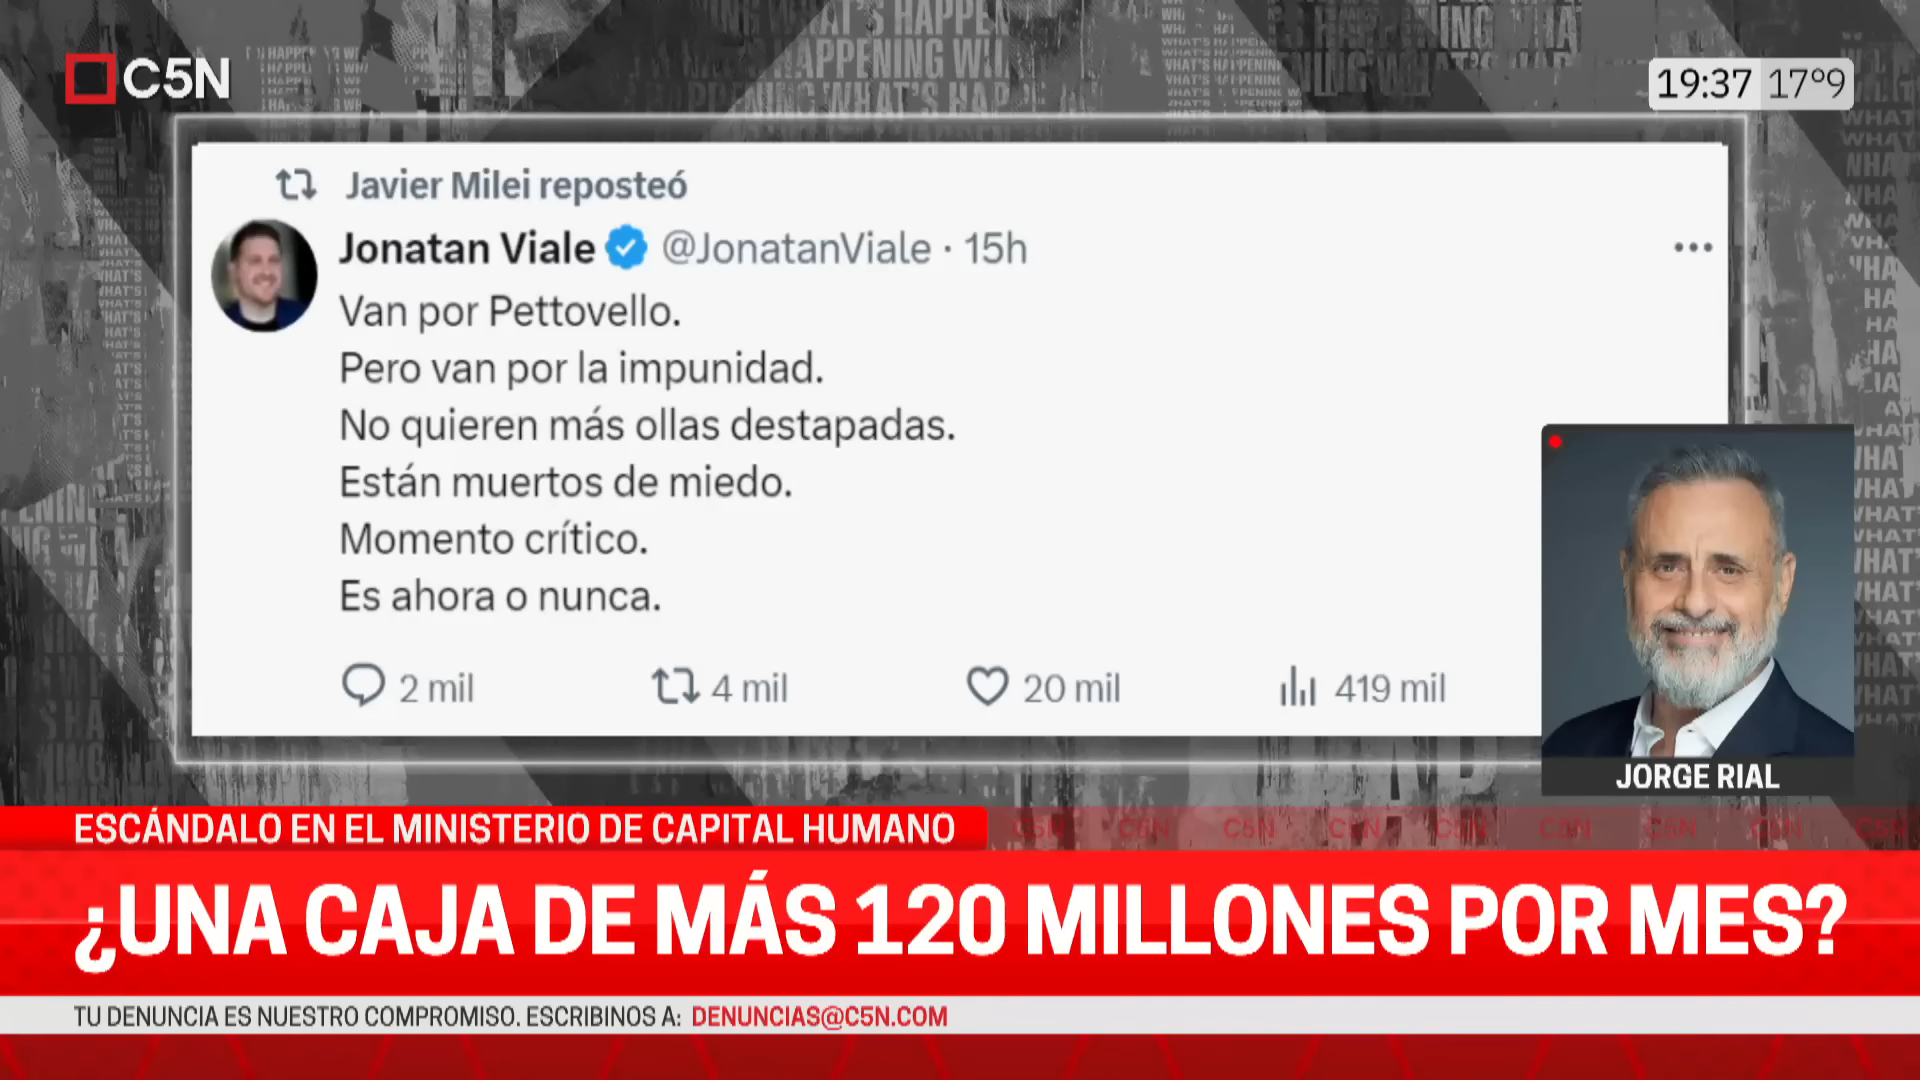 C5N
19:37 17º9
Javier Milei reposteó
Jonatan Viale @JonatanViale · 15h
Van por Pettovello.
Pero van por la impunidad.
No quieren más ollas destapadas.
Están muertos de miedo.
Momento crítico.
Es ahora o nunca.
2 mil 4 mil 20 mil 419 mil
JORGE RIAL
ESCÁNDALO EN EL MINISTERIO DE CAPITAL HUMANO
¿UNA CAJA DE MÁS 120 MILLONES POR MES?
TU DENUNCIA ES NUESTRO COMPROMISO. ESCRIBINOS A: DENUNCIAS@C5N.COM